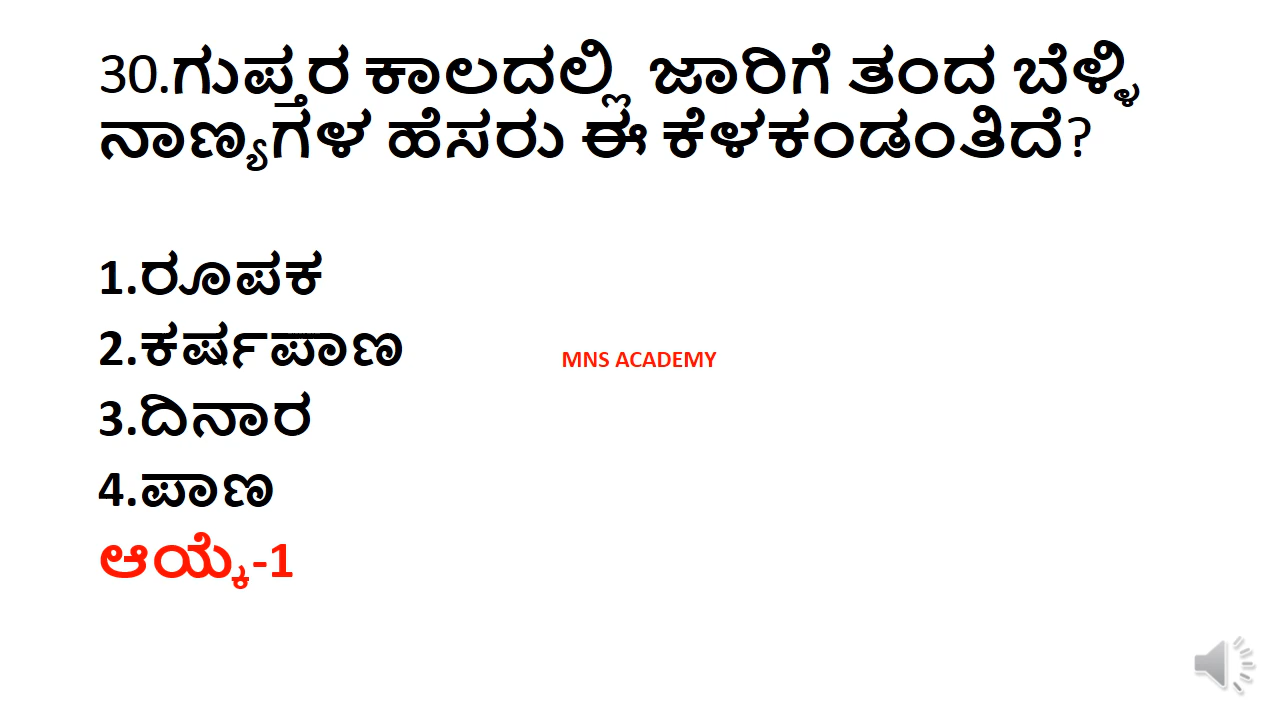 30.ಗುಪ್ತರ ಕಾಲದಲ್ಲಿ ಜಾರಿಗೆ ತಂದ ಬೆಳ್ಳಿ
ನಾಣ್ಯಗಳ ಹೆಸರು ಈ ಕೆಳಕಂಡಂತಿದೆ?
1.ರೂಪಕ
2.ಕರ್ಷಪಾಣ
MNS ACADEMY
3.ದಿನಾರ
4.ಪಾಣ
ಆಯ್ಕೆ-1